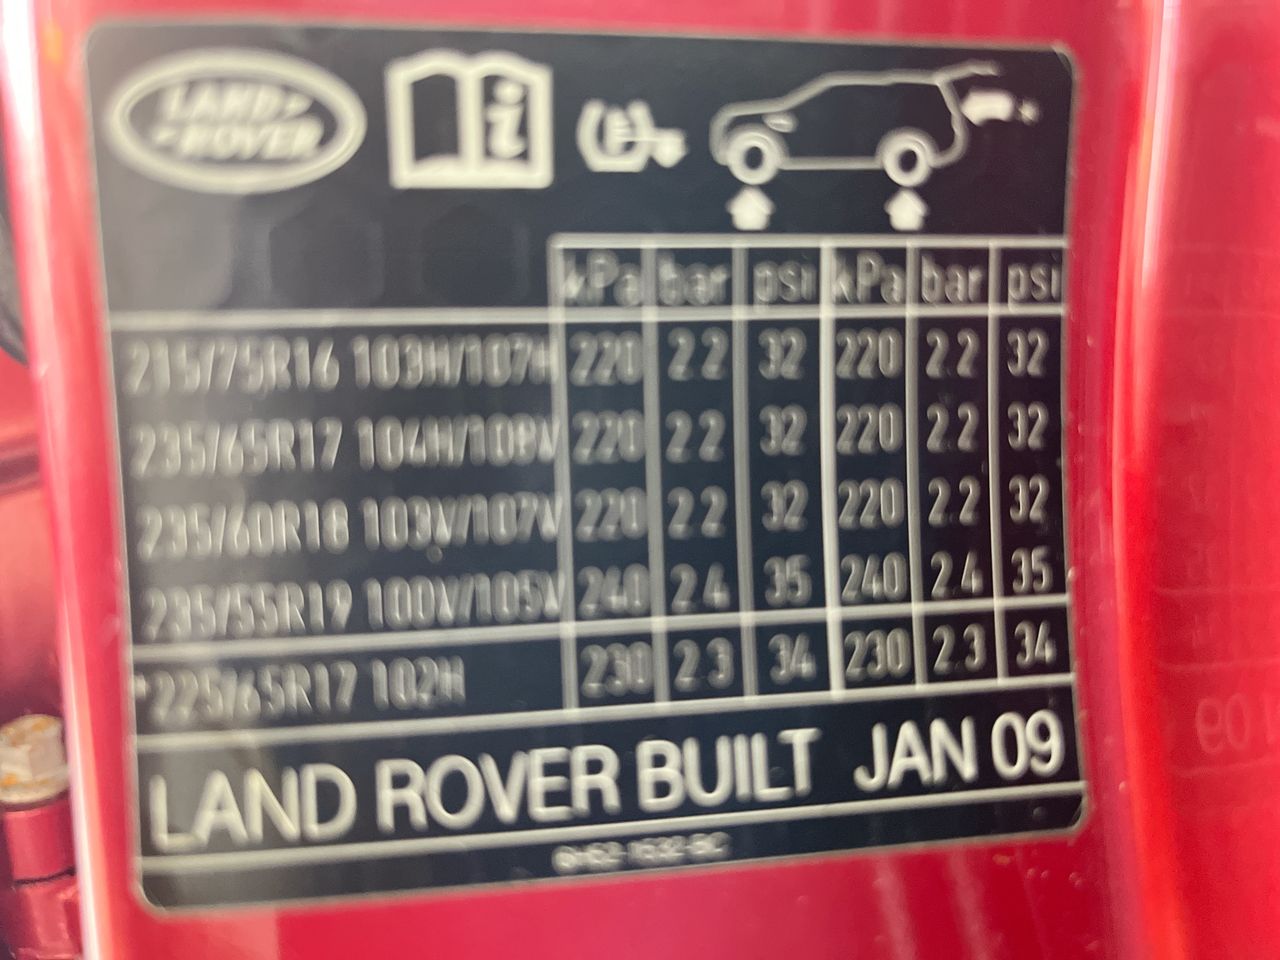 LAND ROVER
kPa bar psi kPa bar psi
215/75R16 103H/107H 220 2.2 32 220 2.2 32
235/65R17 104H/108V 220 2.2 32 220 2.2 32
235/60R18 103V/107V 220 2.2 32 220 2.2 32
235/55R19 100V/105V 240 2.4 35 240 2.4 35
*225/65R17 102H 230 2.3 34 230 2.3 34
LAND ROVER BUILT JAN 09